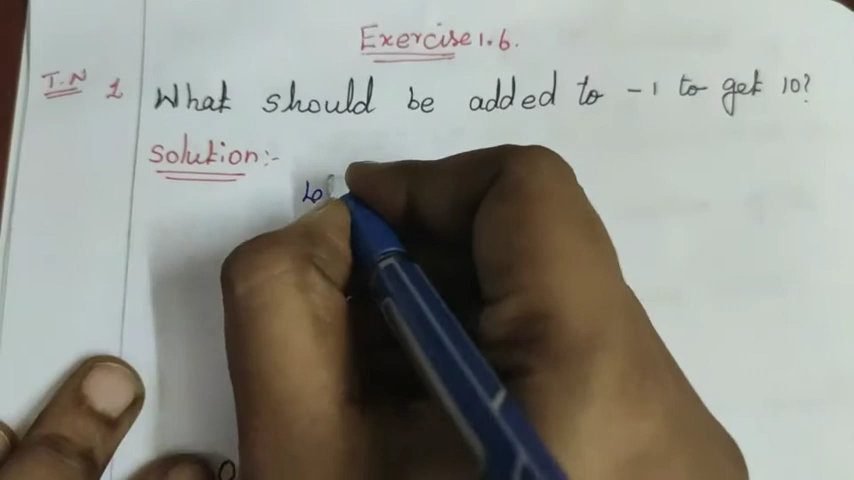 Exercise 1.6.
T.N 1 What should be added to -1 to get 10?
Solution:-